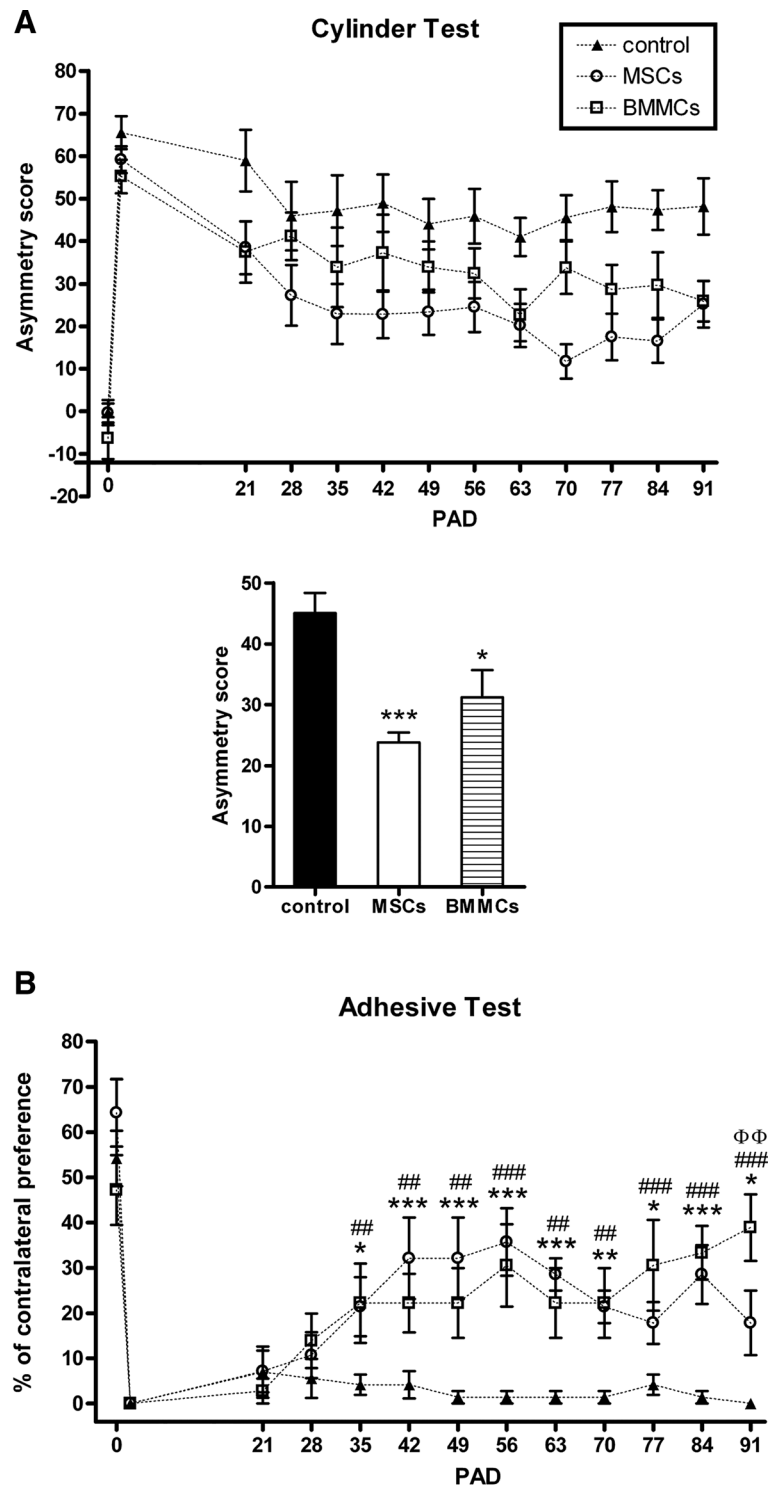 A
Cylinder Test
control
MSCs
BMMCs
Asymmetry score
80
70
60
50
40
30
20
10
0
-10
-20
0 21 28 35 42 49 56 63 70 77 84 91
PAD
Asymmetry score
50
40
30
20
10
0
***
*
control MSCs BMMCs
B
Adhesive Test
% of contralateral preference
80
70
60
50
40
30
20
10
0
ΦΦ
## ## ## ### ## ## ### ### ###
* *** *** *** *** ** * *** *
0 21 28 35 42 49 56 63 70 77 84 91
PAD